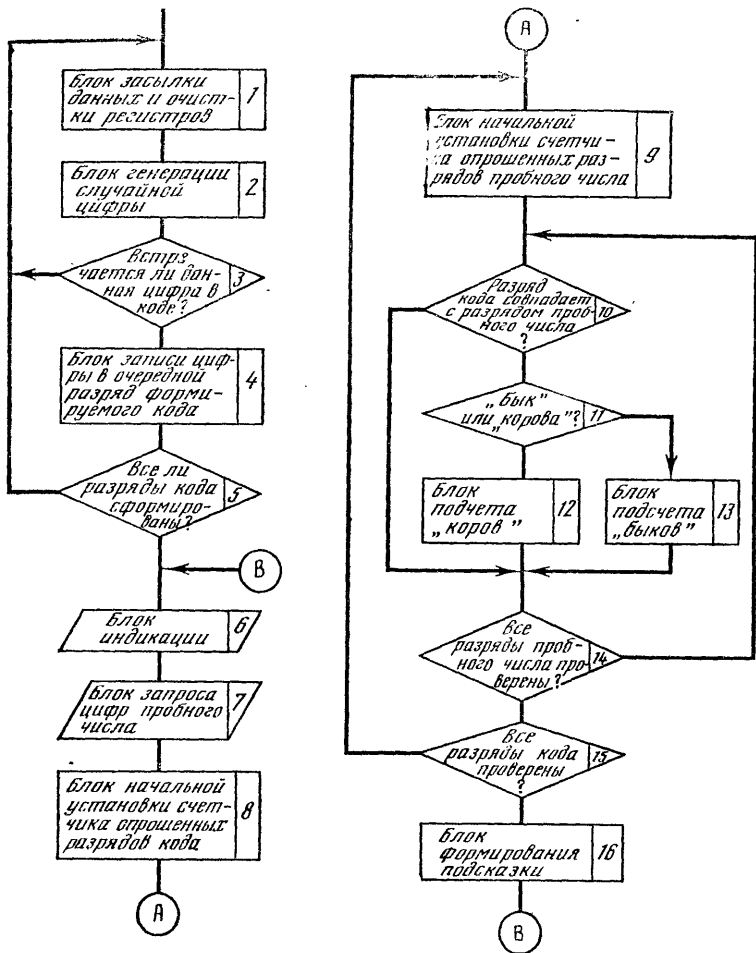 Блок засылки
данных и очист-
ки регистров
1
Блок генерации
случайной
цифры
2
Встрэ
чается ли дан-
ная цифра в
коде?
3
Блок записи циф-
ры в очередной
разряд форми-
руемого кода
4
Все ли
разряды кода
сформиро-
ваны?
5
В
Блок
индикации
6
Блок запроса
цифр пробного
числа
7
Блок начальной
установки счет-
чика опрошенных
разрядов кода
8
А
А
Блок начальной
установки счетчи-
ка опрошенных раз-
рядов пробного числа
9
Разряд
кода совпадает
с разрядом проб-
ного числа
?
10
„Бык”
или „корова”?
11
Блок
подчета
„коров”
12
Блок
подсчета
„быков”
13
Все
разряды проб-
ного числа про-
верены?
14
Все
разряды кода
проверены
?
15
Блок
формирования
подсказки
16
В